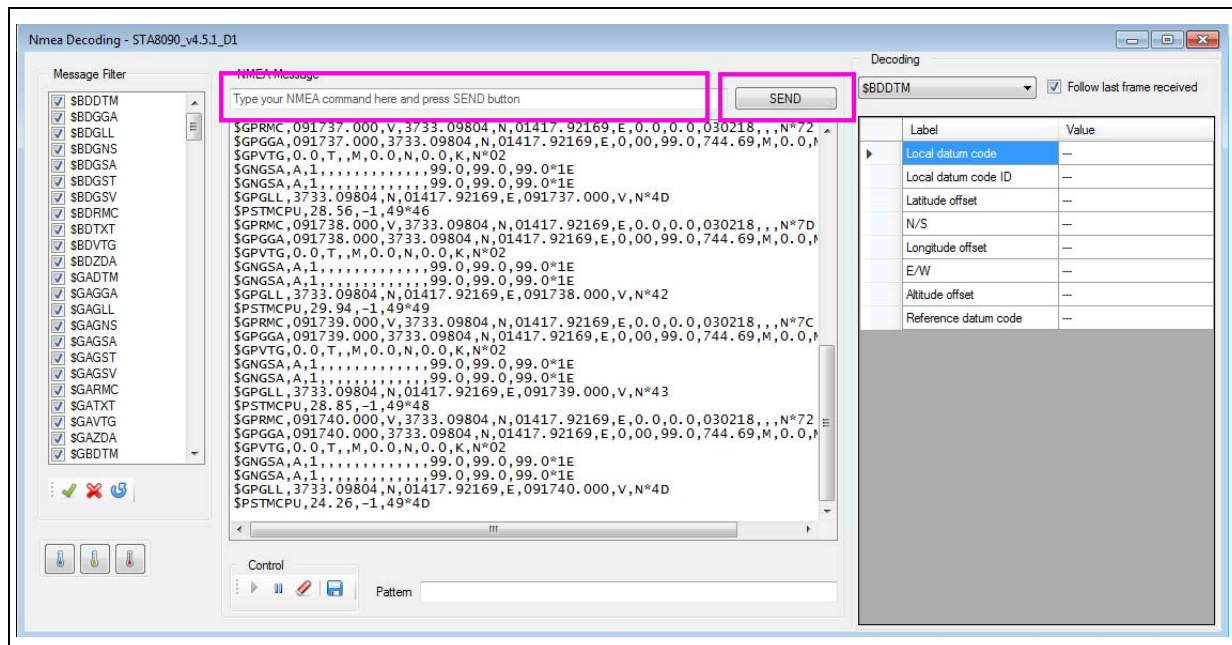 Nmea Decoding - STA8090_v4.5.1_D1
Message Filter
$BDDTM
$BDGGA
$BDGLL
$BDGNS
$BDGSA
$BDGST
$BDGSV
$BDRMC
$BDTXT
$BDVTG
$BDZDA
$GADTM
$GAGGA
$GAGLL
$GAGNS
$GAGSA
$GAGST
$GAGSV
$GARMC
$GATXT
$GAVTG
$GAZDA
$GBDTM
NMEA Message
Type your NMEA command here and press SEND button
SEND
$GPRMC,091737.000,V,3733.09804,N,01417.92169,E,0.0,0.0,030218,,,N*72
$GPGGA,091737.000,3733.09804,N,01417.92169,E,0,00,99.0,744.69,M,0.0,M
$GPVTG,0.0,T,,M,0.0,N,0.0,K,N*02
$GNGSA,A,1,,,,,,,,,,,,,99.0,99.0,99.0*1E
$GNGSA,A,1,,,,,,,,,,,,,99.0,99.0,99.0*1E
$GPGLL,3733.09804,N,01417.92169,E,091737.000,V,N*4D
$PSTMCPU,28.56,-1,49*46
$GPRMC,091738.000,V,3733.09804,N,01417.92169,E,0.0,0.0,030218,,,N*7D
$GPGGA,091738.000,3733.09804,N,01417.92169,E,0,00,99.0,744.69,M,0.0,M
$GPVTG,0.0,T,,M,0.0,N,0.0,K,N*02
$GNGSA,A,1,,,,,,,,,,,,,99.0,99.0,99.0*1E
$GNGSA,A,1,,,,,,,,,,,,,99.0,99.0,99.0*1E
$GPGLL,3733.09804,N,01417.92169,E,091738.000,V,N*42
$PSTMCPU,29.94,-1,49*49
$GPRMC,091739.000,V,3733.09804,N,01417.92169,E,0.0,0.0,030218,,,N*7C
$GPGGA,091739.000,3733.09804,N,01417.92169,E,0,00,99.0,744.69,M,0.0,M
$GPVTG,0.0,T,,M,0.0,N,0.0,K,N*02
$GNGSA,A,1,,,,,,,,,,,,,99.0,99.0,99.0*1E
$GNGSA,A,1,,,,,,,,,,,,,99.0,99.0,99.0*1E
$GPGLL,3733.09804,N,01417.92169,E,091739.000,V,N*43
$PSTMCPU,28.85,-1,49*48
$GPRMC,091740.000,V,3733.09804,N,01417.92169,E,0.0,0.0,030218,,,N*72
$GPGGA,091740.000,3733.09804,N,01417.92169,E,0,00,99.0,744.69,M,0.0,M
$GPVTG,0.0,T,,M,0.0,N,0.0,K,N*02
$GNGSA,A,1,,,,,,,,,,,,,99.0,99.0,99.0*1E
$GNGSA,A,1,,,,,,,,,,,,,99.0,99.0,99.0*1E
$GPGLL,3733.09804,N,01417.92169,E,091740.000,V,N*4D
$PSTMCPU,24.26,-1,49*4D
Control
Pattern
Decoding
$BDDTM
Follow last frame received
Label Value
Local datum code ---
Local datum code ID ---
Latitude offset ---
N/S ---
Longitude offset ---
E/W ---
Altitude offset ---
Reference datum code ---